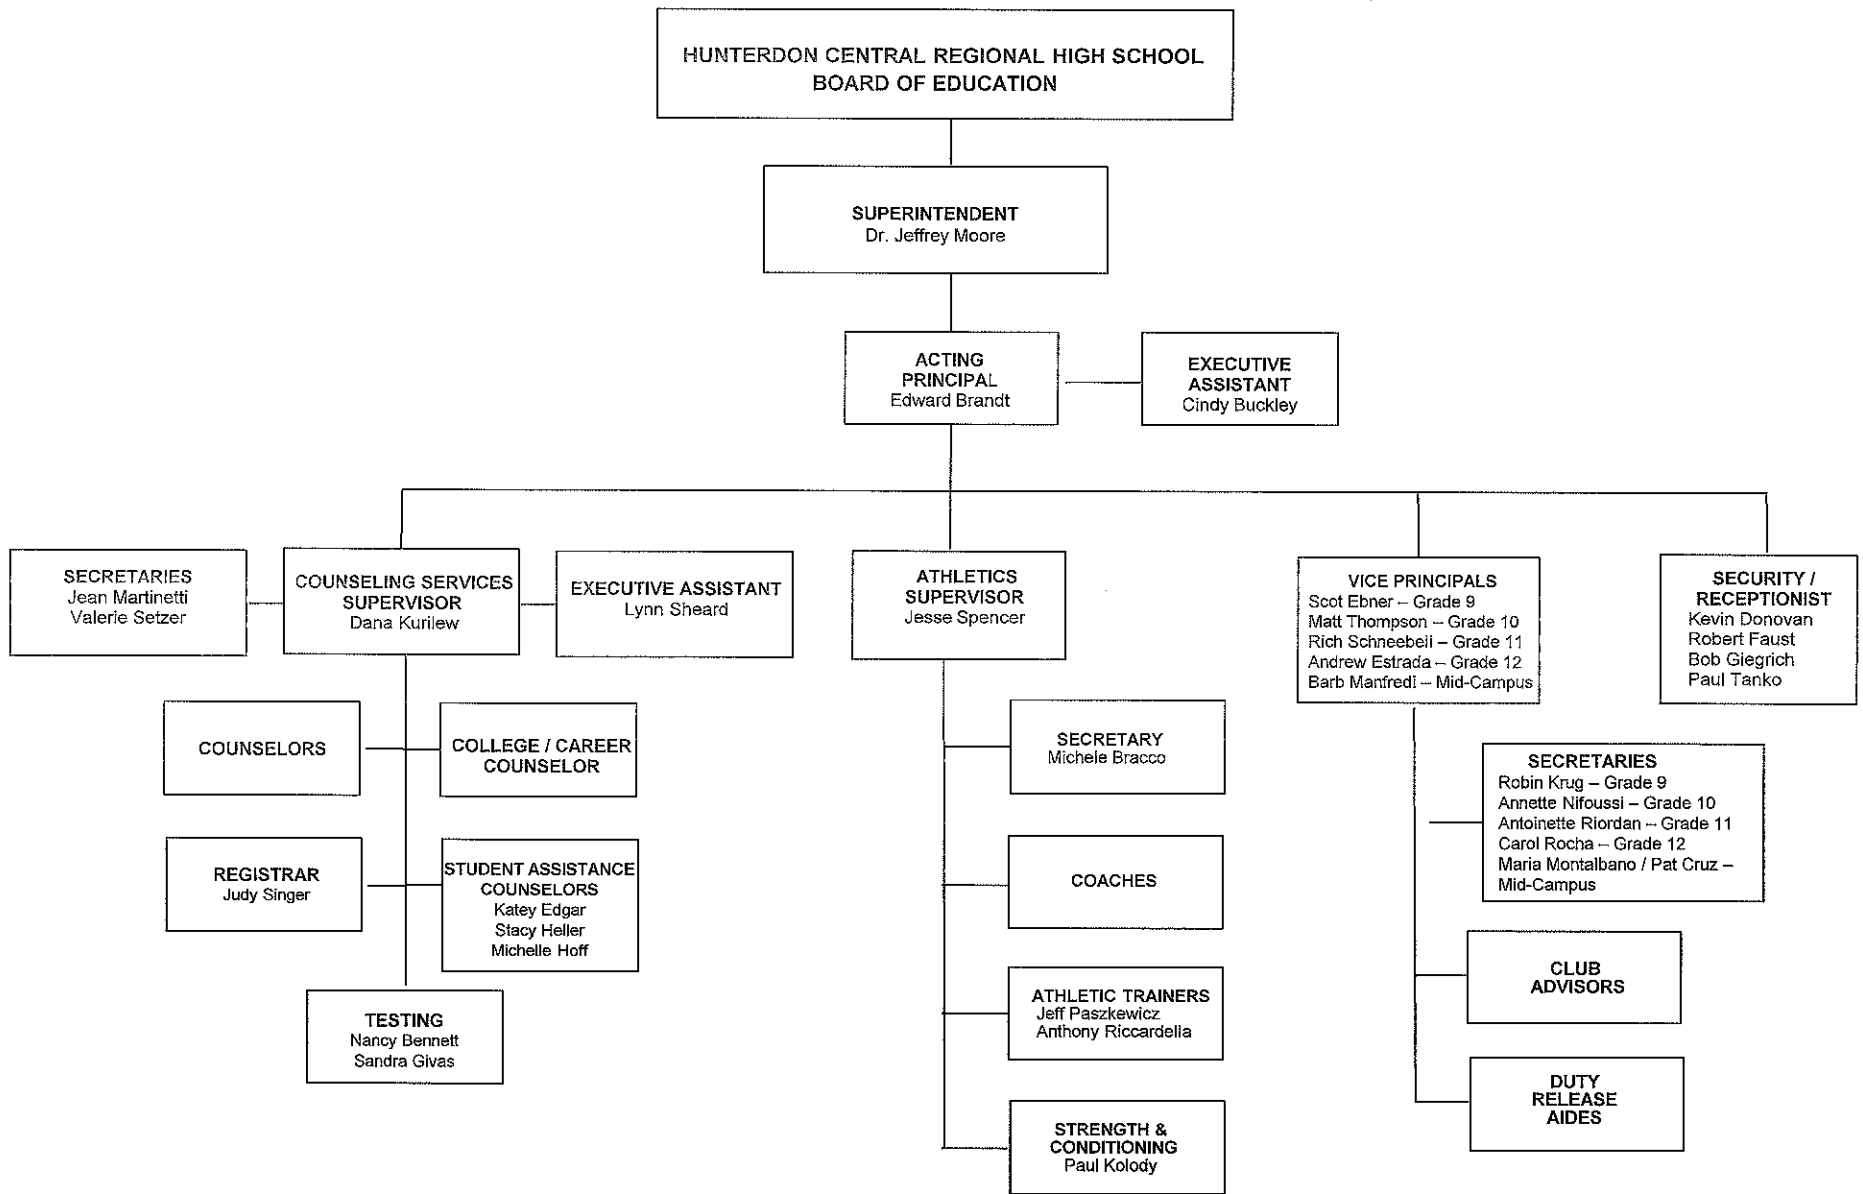 HUNTERDON CENTRAL REGIONAL HIGH SCHOOL
BOARD OF EDUCATION
SUPERINTENDENT
Dr. Jeffrey Moore
ACTING
PRINCIPAL
Edward Brandt
EXECUTIVE
ASSISTANT
Cindy Buckley
SECRETARIES
Jean Martinetti
Valerie Setzer
COUNSELING SERVICES
SUPERVISOR
Dana Kurilew
EXECUTIVE ASSISTANT
Lynn Sheard
ATHLETICS
SUPERVISOR
Jesse Spencer
VICE PRINCIPALS
Scot Ebner – Grade 9
Matt Thompson – Grade 10
Rich Schneebeli – Grade 11
Andrew Estrada – Grade 12
Barb Manfredi – Mid-Campus
SECURITY /
RECEPTIONIST
Kevin Donovan
Robert Faust
Bob Giegrich
Paul Tanko
COUNSELORS
COLLEGE / CAREER
COUNSELOR
REGISTRAR
Judy Singer
STUDENT ASSISTANCE
COUNSELORS
Katey Edgar
Stacy Heller
Michelle Hoff
TESTING
Nancy Bennett
Sandra Givas
SECRETARY
Michele Bracco
COACHES
ATHLETIC TRAINERS
Jeff Paszkewicz
Anthony Riccardella
STRENGTH &
CONDITIONING
Paul Kolody
SECRETARIES
Robin Krug – Grade 9
Annette Nifoussi – Grade 10
Antoinette Riordan – Grade 11
Carol Rocha – Grade 12
Maria Montalbano / Pat Cruz –
Mid-Campus
CLUB
ADVISORS
DUTY
RELEASE
AIDES